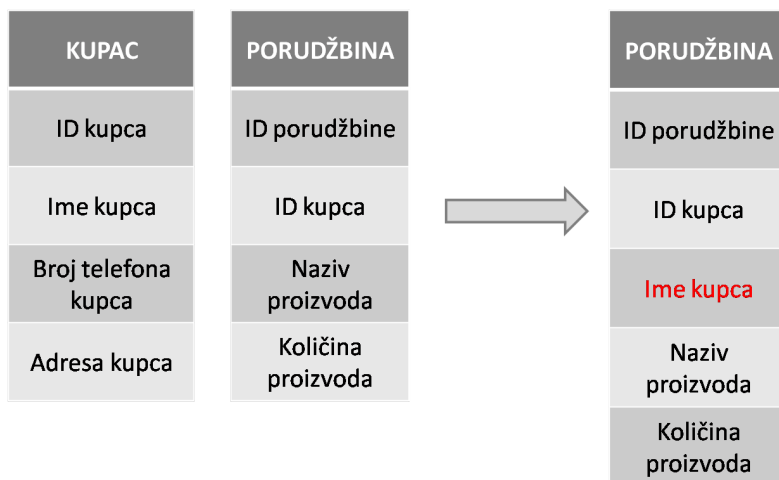 KUPAC
ID kupca
Ime kupca
Broj telefona
kupca
Adresa kupca
PORUDŽBINA
ID porudžbine
ID kupca
Naziv
proizvoda
Količina
proizvoda
PORUDŽBINA
ID porudžbine
ID kupca
Ime kupca
Naziv
proizvoda
Količina
proizvoda